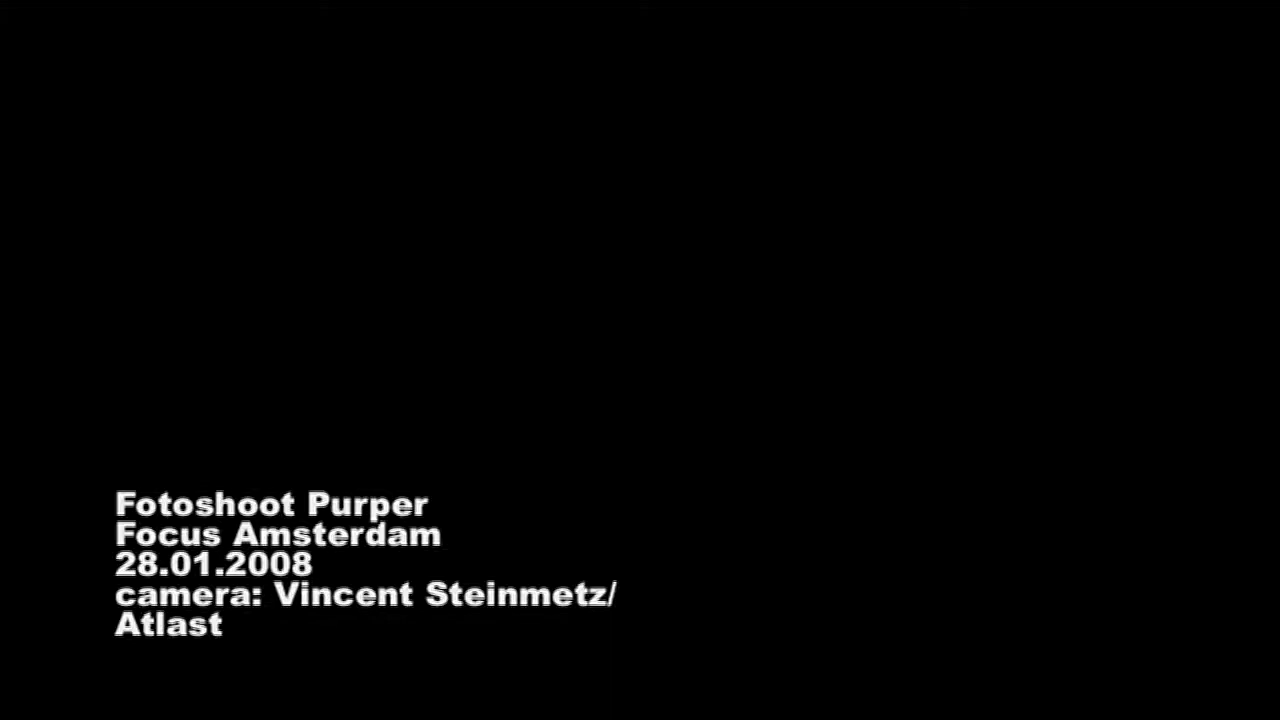 Fotoshoot Purper
Focus Amsterdam
28.01.2008
camera: Vincent Steinmetz/
Atlast